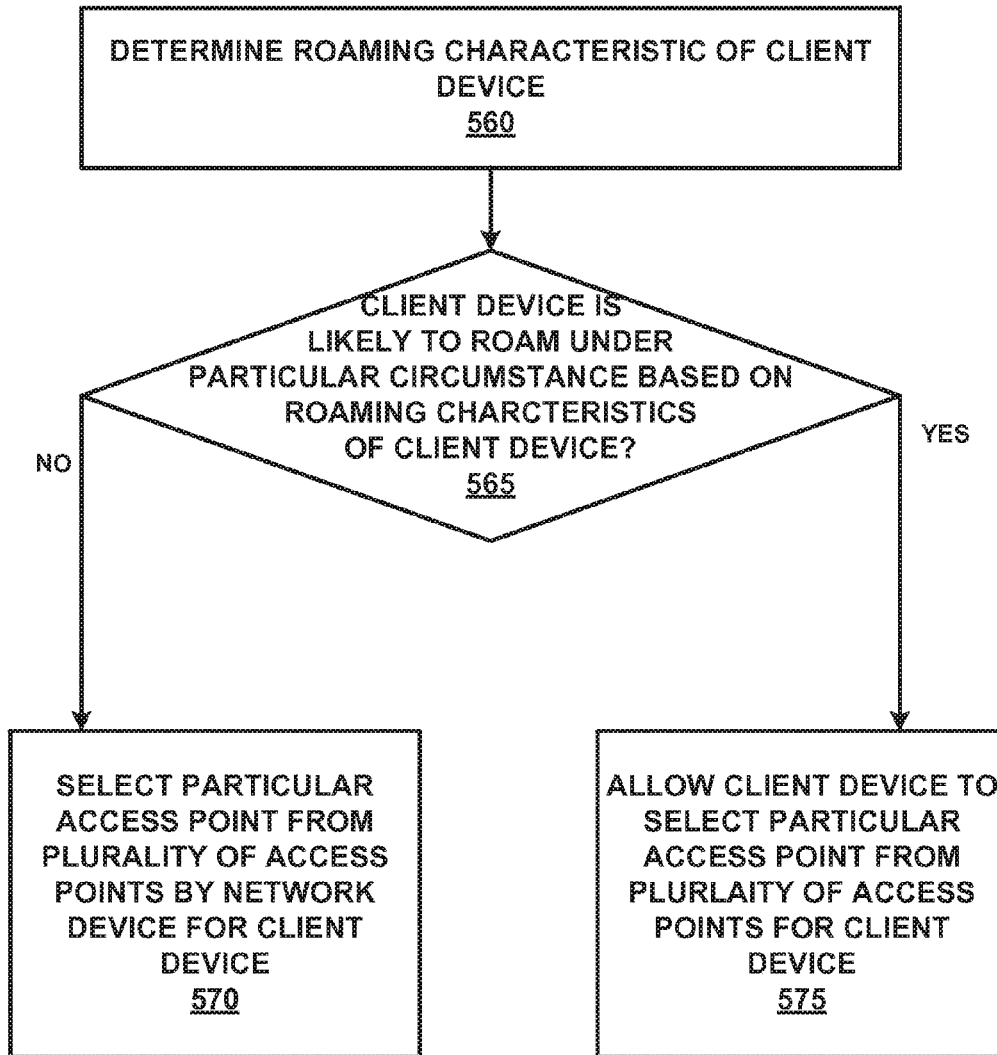 DETERMINE ROAMING CHARACTERISTIC OF CLIENT
DEVICE
560
CLIENT DEVICE IS
LIKELY TO ROAM UNDER
PARTICULAR CIRCUMSTANCE BASED ON
ROAMING CHARCTERISTICS
OF CLIENT DEVICE?
565
NO
YES
SELECT PARTICULAR
ACCESS POINT FROM
PLURALITY OF ACCESS
POINTS BY NETWORK
DEVICE FOR CLIENT
DEVICE
570
ALLOW CLIENT DEVICE TO
SELECT PARTICULAR
ACCESS POINT FROM
PLURLAITY OF ACCESS
POINTS FOR CLIENT
DEVICE
575